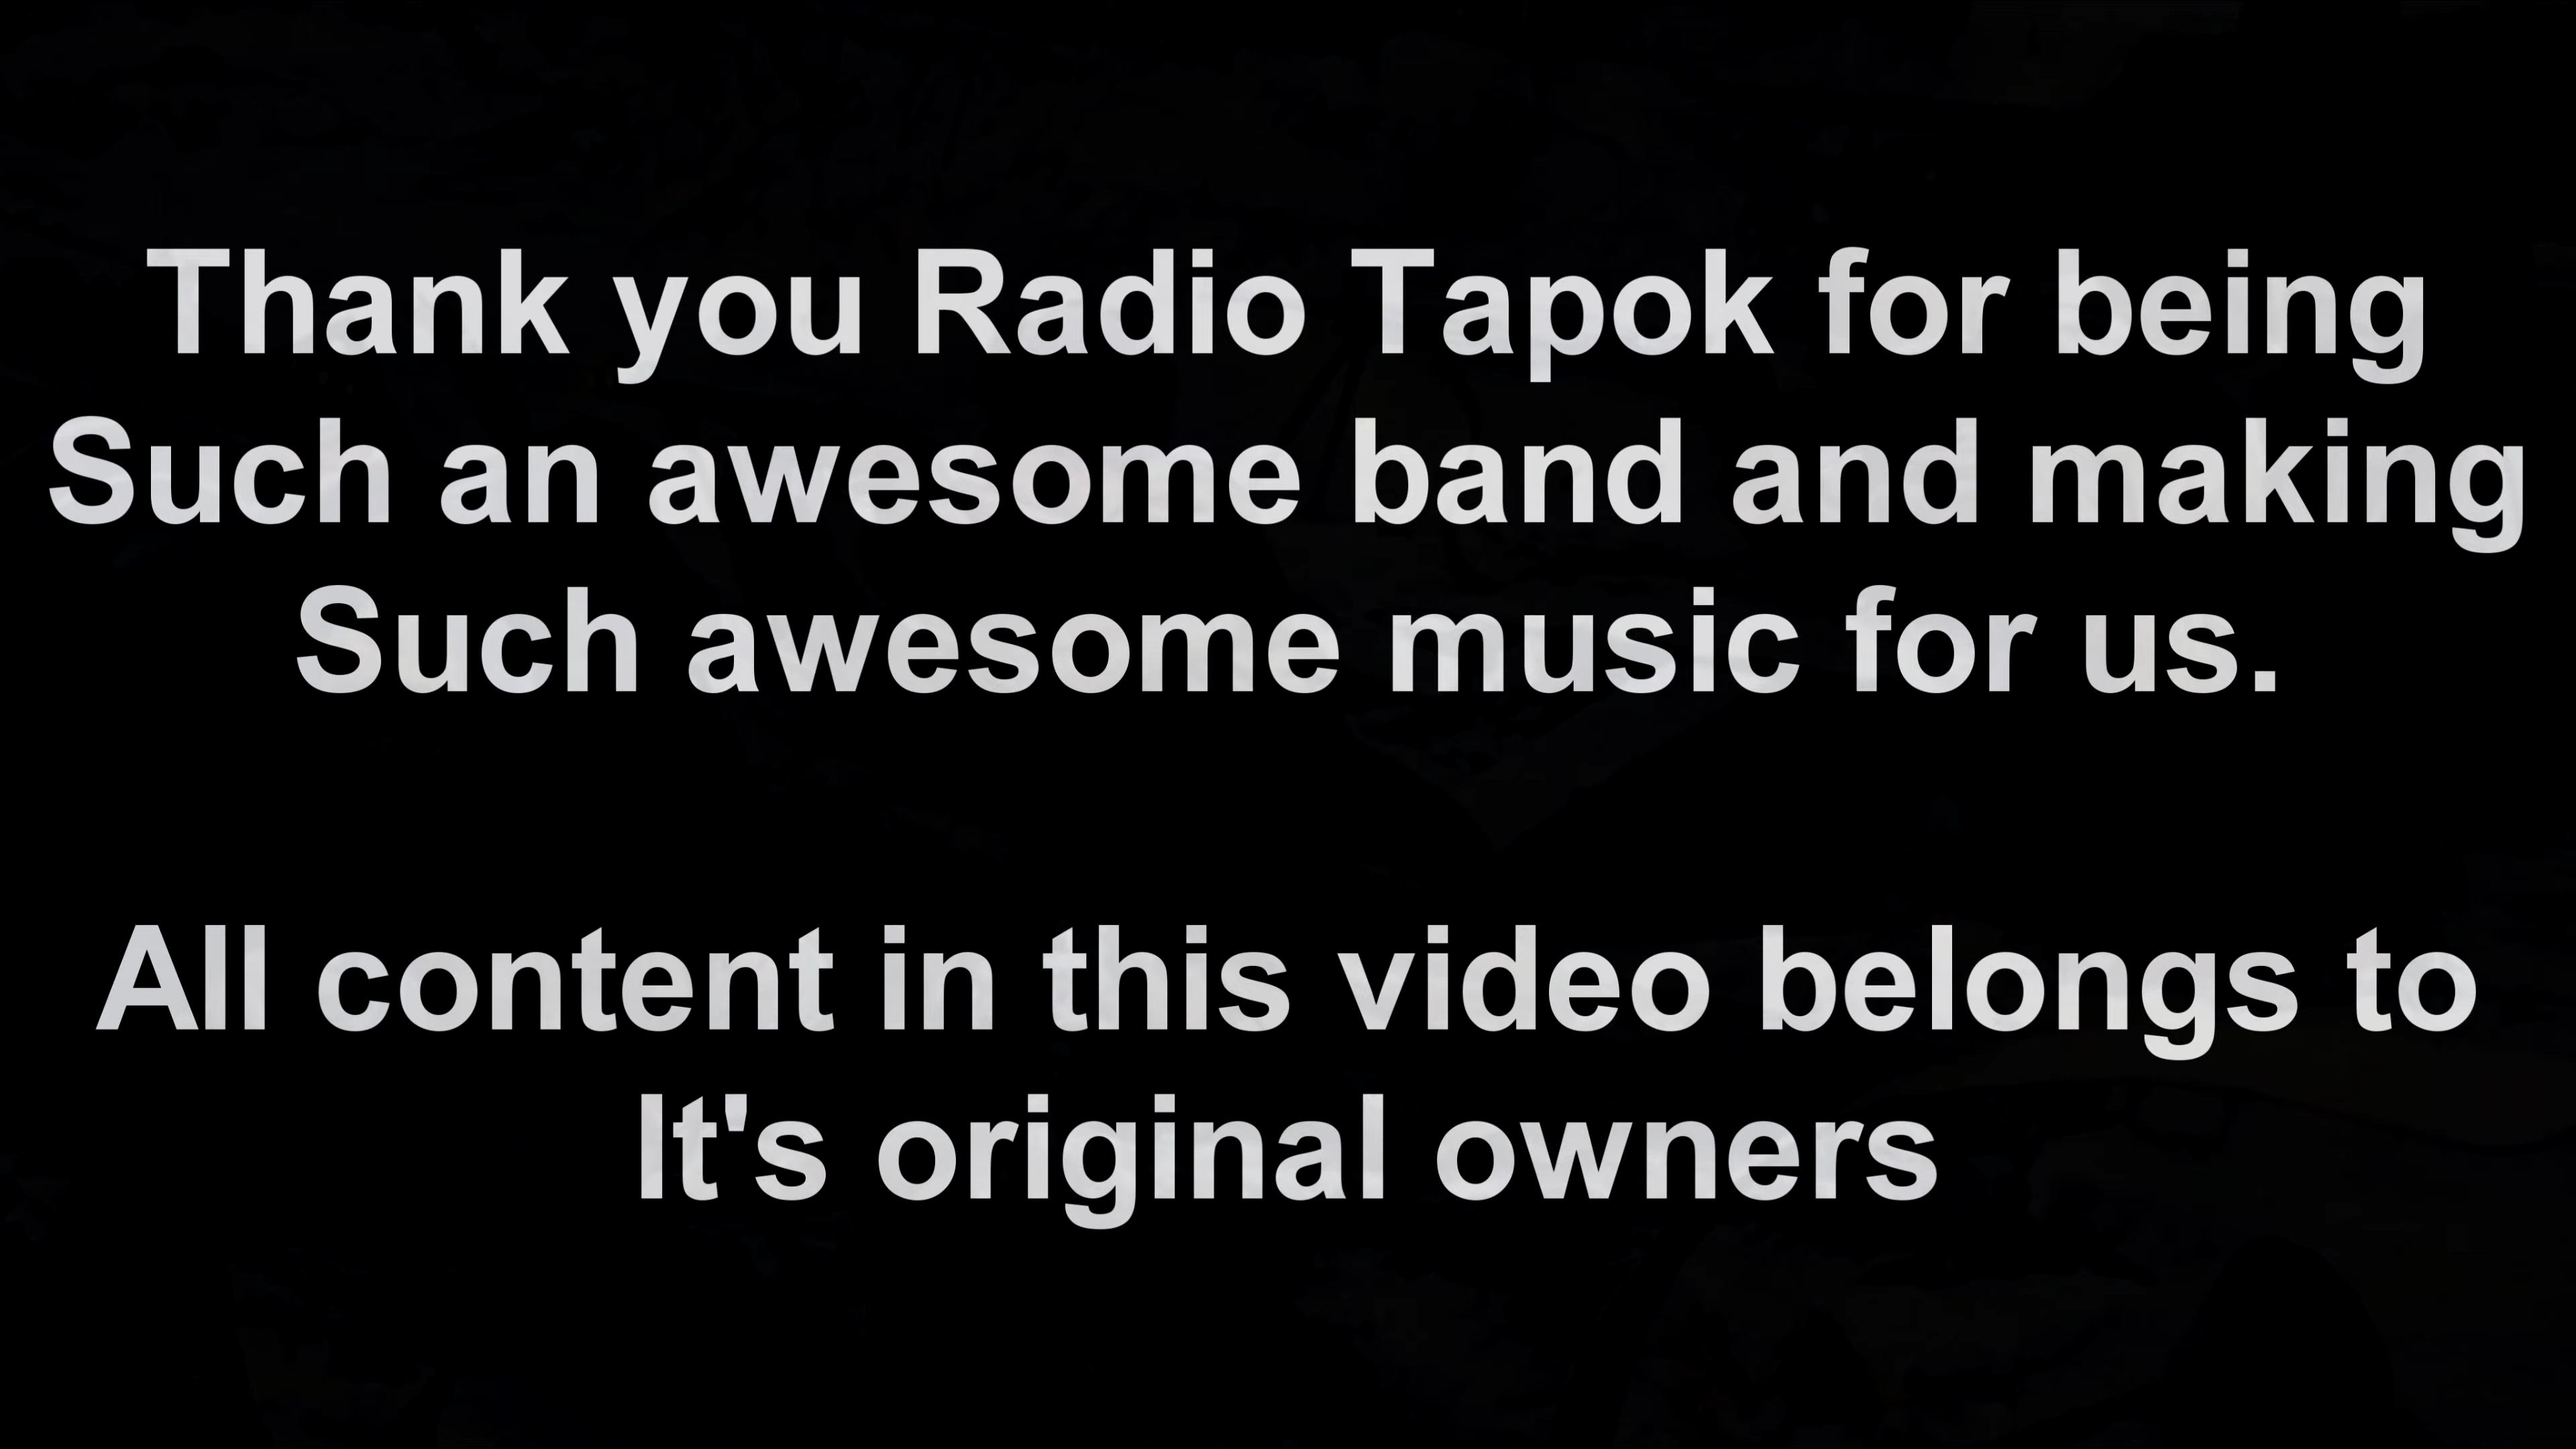 Thank you Radio Tapok for being
Such an awesome band and making
Such awesome music for us.
All content in this video belongs to
It's original owners